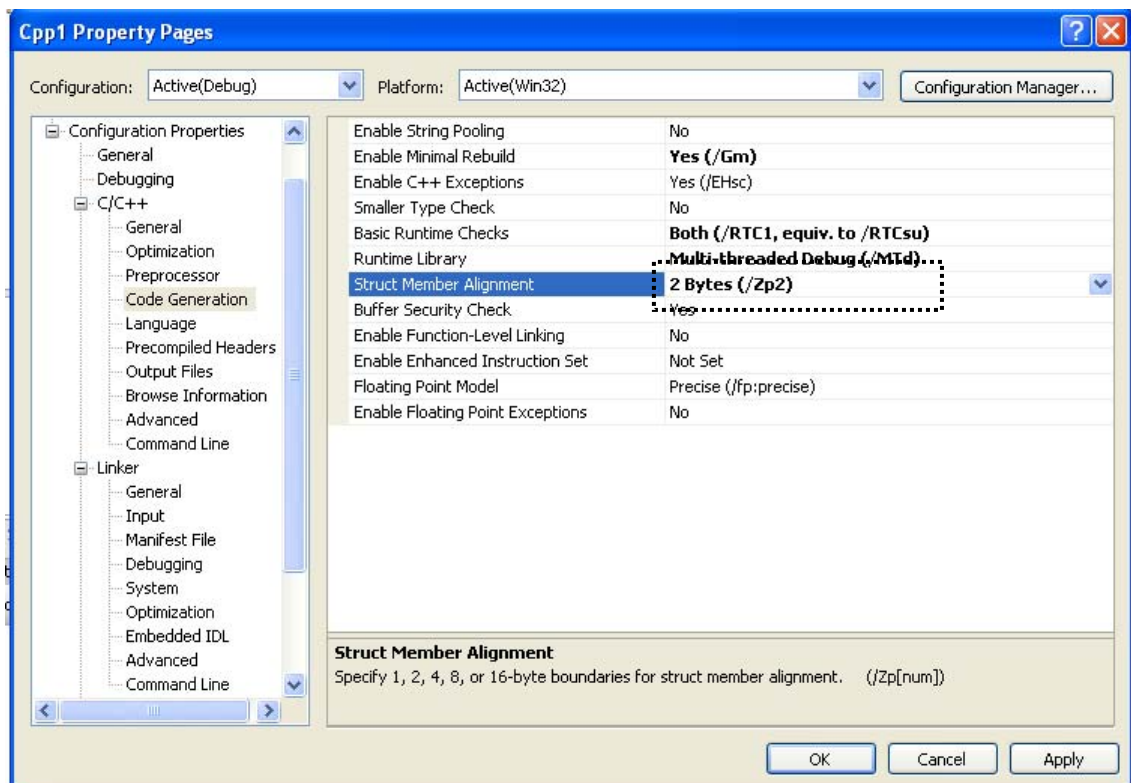 Cpp1 Property Pages
Configuration: Active(Debug) Platform: Active(Win32) Configuration Manager...
Configuration Properties
General
Debugging
C/C++
General
Optimization
Preprocessor
Code Generation
Language
Precompiled Headers
Output Files
Browse Information
Advanced
Command Line
Linker
General
Input
Manifest File
Debugging
System
Optimization
Embedded IDL
Advanced
Command Line
Enable String Pooling No
Enable Minimal Rebuild Yes (/Gm)
Enable C++ Exceptions Yes (/EHsc)
Smaller Type Check No
Basic Runtime Checks Both (/RTC1, equiv. to /RTCsu)
Runtime Library Multi-threaded Debug (/MTd)
Struct Member Alignment 2 Bytes (/Zp2)
Buffer Security Check Yes
Enable Function-Level Linking No
Enable Enhanced Instruction Set Not Set
Floating Point Model Precise (/fp:precise)
Enable Floating Point Exceptions No
Struct Member Alignment
Specify 1, 2, 4, 8, or 16-byte boundaries for struct member alignment. (/Zp[num])
OK Cancel Apply